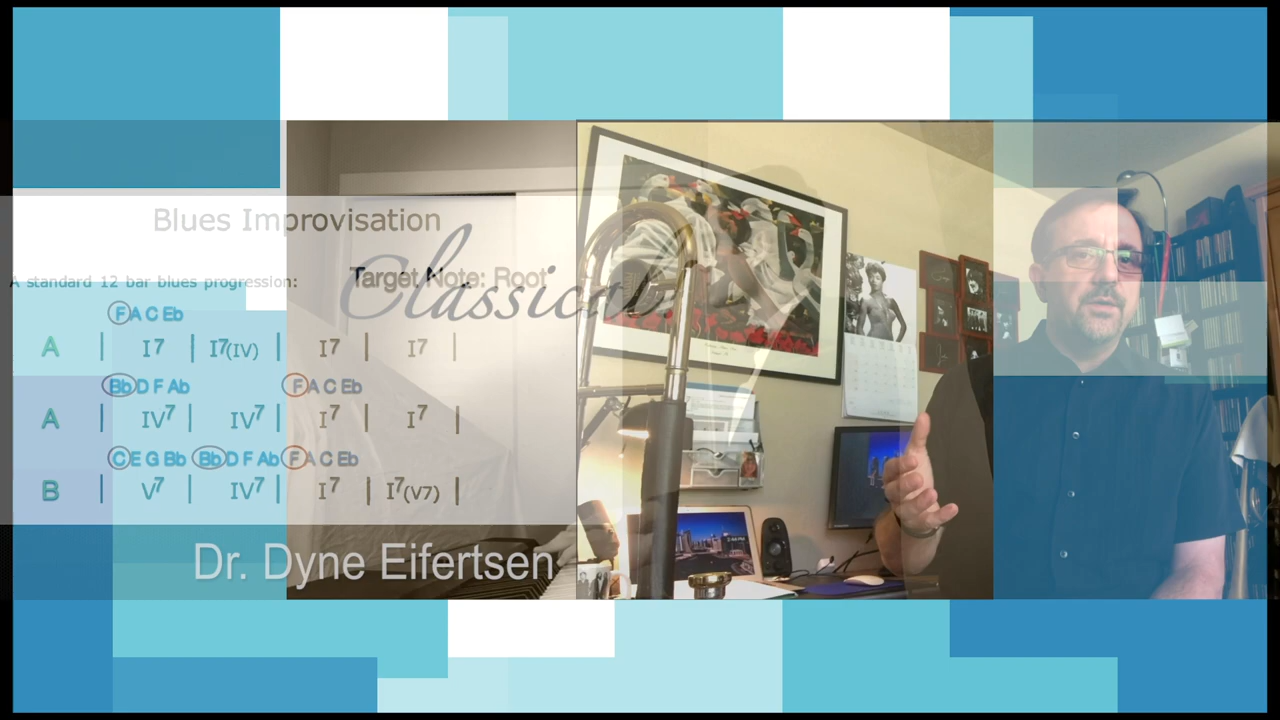 Blues Improvisation
A standard 12 bar blues progression:
Target Note: Root
Classical
F A C Eb
A | I7 | I7(IV) | I7 | I7 |
Bb D F Ab F A C Eb
A | IV7 | IV7 | I7 | I7 |
C E G Bb Bb D F Ab F A C Eb
B | V7 | IV7 | I7 | I7(V7) |
Dr. Dyne Eifertsen